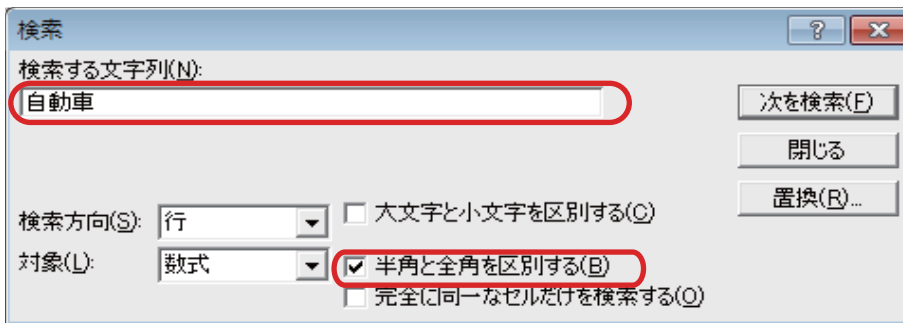 検索
検索する文字列(N):
自動車
次を検索(F)
閉じる
置換(R)...
検索方向(S): 行
大文字と小文字を区別する(C)
対象(L): 数式
半角と全角を区別する(B)
完全に同一なセルだけを検索する(O)